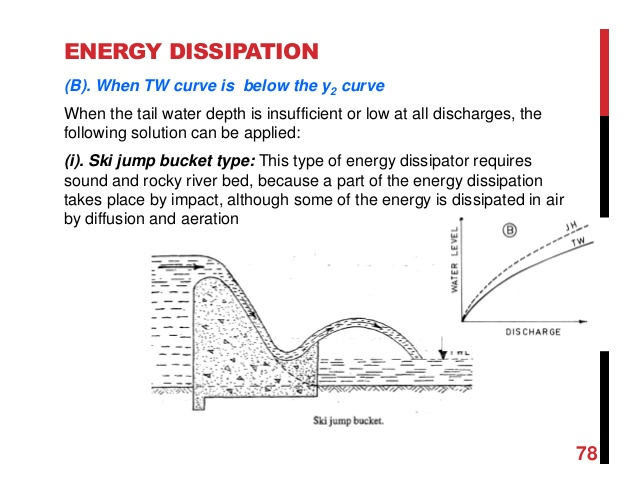 ENERGY DISSIPATION
(B). When TW curve is below the y2 curve
When the tail water depth is insufficient or low at all discharges, the
following solution can be applied:
(i). Ski jump bucket type: This type of energy dissipator requires
sound and rocky river bed, because a part of the energy dissipation
takes place by impact, although some of the energy is dissipated in air
by diffusion and aeration
WATER LEVEL
B
JH
TW
DISCHARGE
Ski jump bucket.
78